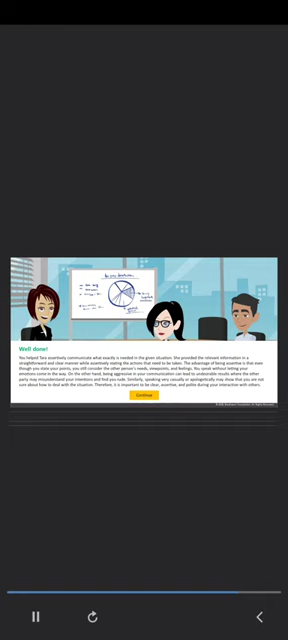 Well done!
You helped Tara assertively communicate what exactly is needed in the given situation. She provided the relevant information in a
straightforward and clear manner while assertively stating the actions that need to be taken. The advantage of being assertive is that even
though you state your points, you still consider the other person's needs, viewpoints, and feelings. You speak without letting your
emotions come in the way. On the other hand, being aggressive in your communication can lead to undesirable results where the other
party may misunderstand your intentions and find you rude. Similarly, speaking very casually or apologetically may show that you are not
sure about how to deal with the situation. Therefore, it is important to be clear, assertive, and polite during your interaction with others.
Continue